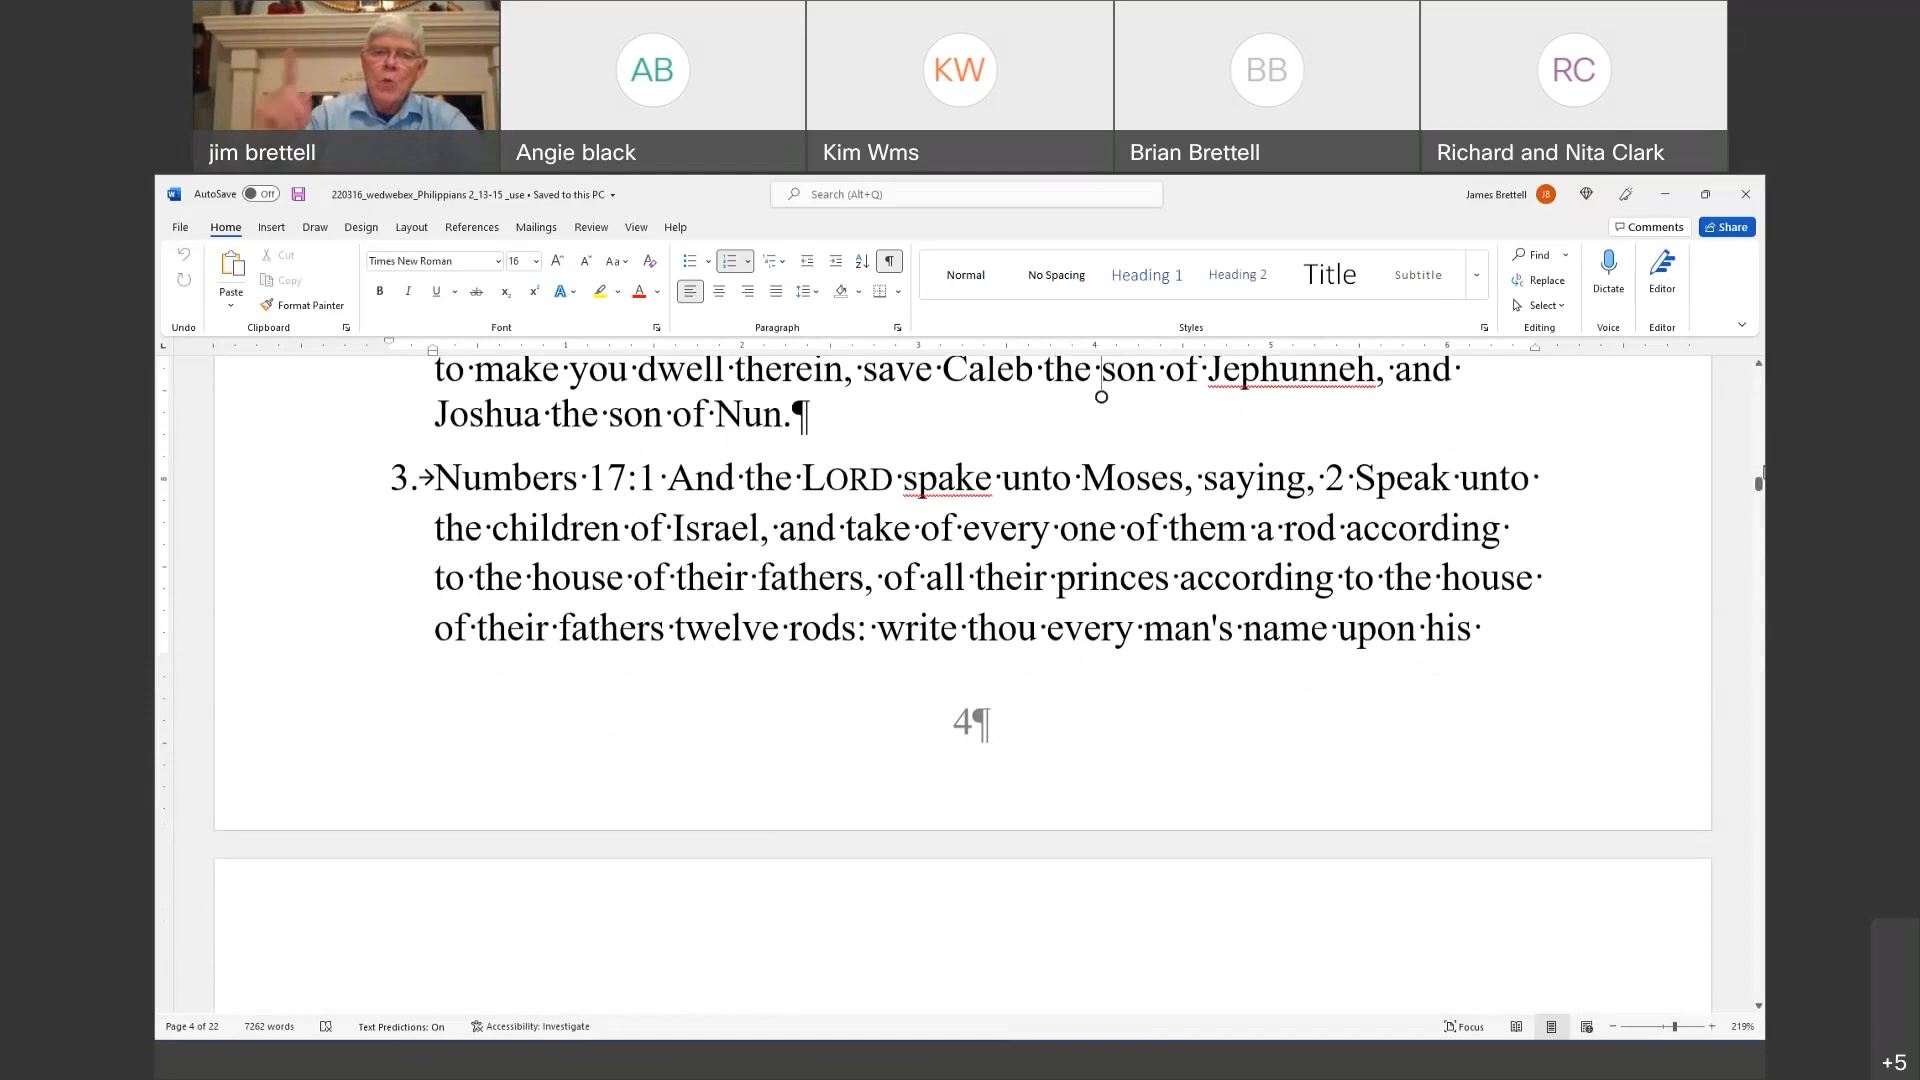 AB
KW
BB
RC
jim brettell
Angie black
Kim Wms
Brian Brettell
Richard and Nita Clark
AutoSave Off
220316_wedwebex_Philippians 2_13-15 _use • Saved to this PC
Search (Alt+Q)
James Brettell JB
File Home Insert Draw Design Layout References Mailings Review View Help
Comments Share
Paste
Cut
Copy
Format Painter
Times New Roman 16
Normal
No Spacing
Heading 1
Heading 2
Title
Subtitle
Find
Replace
Select
Dictate
Editor
Undo Clipboard Font Paragraph Styles Editing Voice Editor
1 2 3 4 5 6
to·make·you·dwell·therein,·save·Caleb·the·son·of·Jephunneh,·and·
Joshua·the·son·of·Nun.¶
3.→Numbers·17:1·And·the·LORD·spake·unto·Moses,·saying,·2·Speak·unto·
the·children·of·Israel,·and·take·of·every·one·of·them·a·rod·according·
to·the·house·of·their·fathers,·of·all·their·princes·according·to·the·house·
of·their·fathers·twelve·rods:·write·thou·every·man's·name·upon·his·
4¶
Page 4 of 22 7262 words Text Predictions: On Accessibility: Investigate Focus 219%
+5